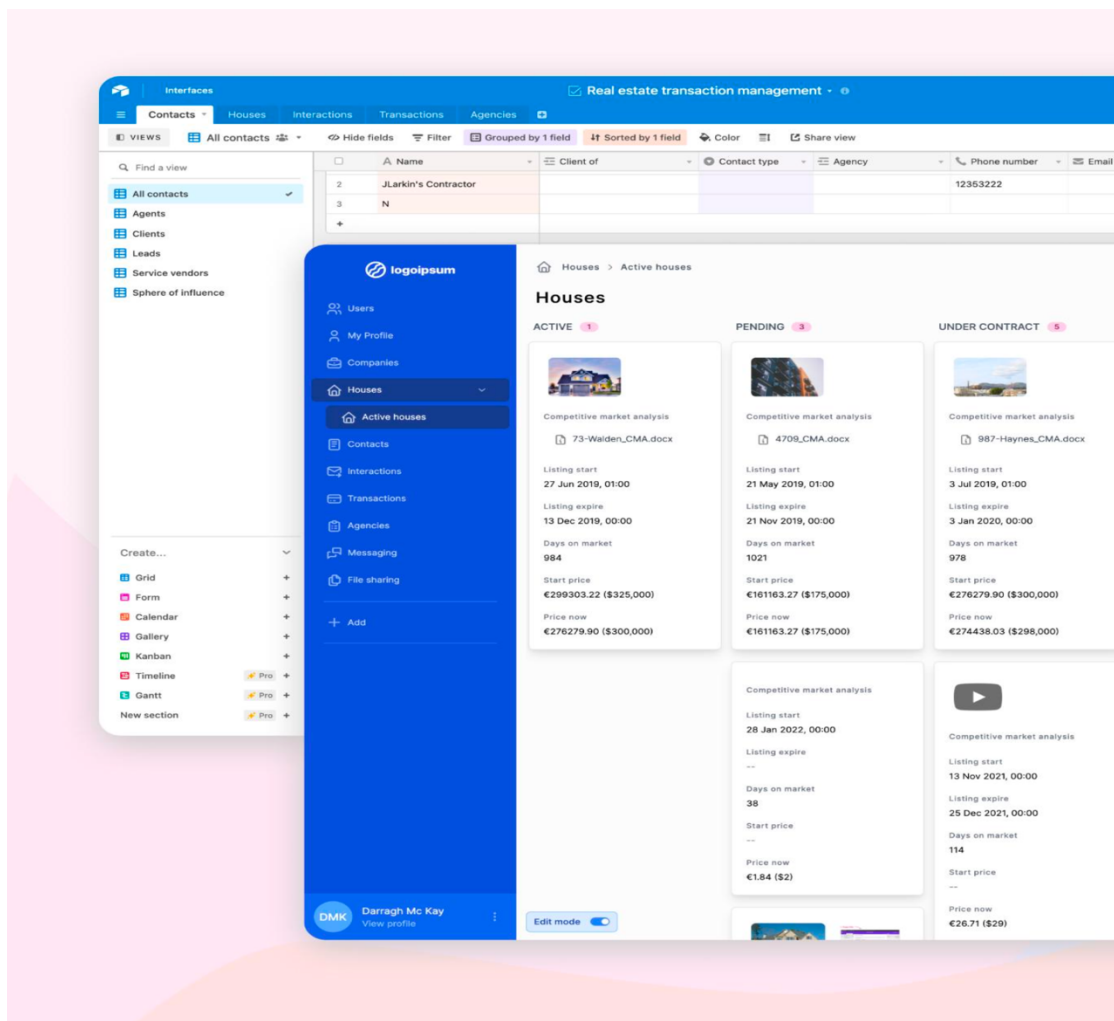 Interfaces
Real estate transaction management
Contacts Houses Interactions Transactions Agencies
VIEWS All contacts Hide fields Filter Grouped by 1 field Sorted by 1 field Color Share view
Find a view
All contacts
Agents
Clients
Leads
Service vendors
Sphere of influence
A Name Client of Contact type Agency Phone number Email
2 JLarkin's Contractor 12353222
3 N
+
Create...
Grid +
Form +
Calendar +
Gallery +
Kanban +
Timeline Pro +
Gantt Pro +
New section Pro +
logoipsum
Users
My Profile
Companies
Houses
Active houses
Contacts
Interactions
Transactions
Agencies
Messaging
File sharing
+ Add
DMK Darragh Mc Kay
View profile
Houses > Active houses
Houses
ACTIVE 1
Competitive market analysis
73-Walden_CMA.docx
Listing start
27 Jun 2019, 01:00
Listing expire
13 Dec 2019, 00:00
Days on market
984
Start price
€299303.22 ($325,000)
Price now
€276279.90 ($300,000)
PENDING 3
Competitive market analysis
4709_CMA.docx
Listing start
21 May 2019, 01:00
Listing expire
21 Nov 2019, 00:00
Days on market
1021
Start price
€161163.27 ($175,000)
Price now
€161163.27 ($175,000)
Competitive market analysis
Listing start
28 Jan 2022, 00:00
Listing expire
--
Days on market
38
Start price
--
Price now
€1.84 ($2)
UNDER CONTRACT 5
Competitive market analysis
987-Haynes_CMA.docx
Listing start
3 Jul 2019, 01:00
Listing expire
3 Jan 2020, 00:00
Days on market
978
Start price
€276279.90 ($300,000)
Price now
€274438.03 ($298,000)
Competitive market analysis
Listing start
13 Nov 2021, 00:00
Listing expire
25 Dec 2021, 00:00
Days on market
114
Start price
--
Price now
€26.71 ($29)
Edit mode